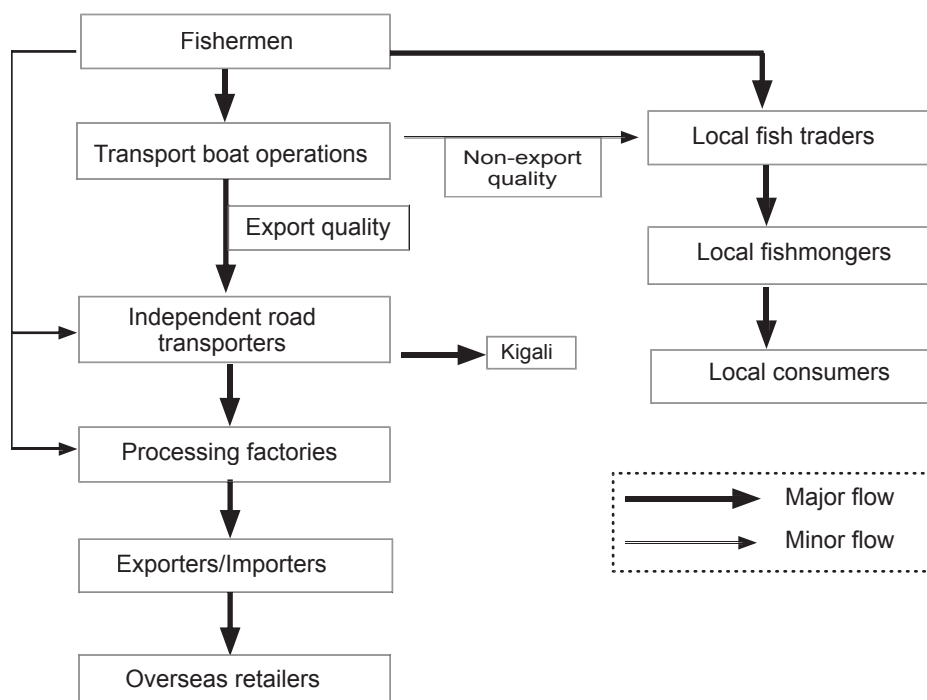 Fishermen
Transport boat operations
Non-export
quality
Local fish traders
Export quality
Local fishmongers
Independent road
transporters
Kigali
Local consumers
Processing factories
Major flow
Minor flow
Exporters/Importers
Overseas retailers